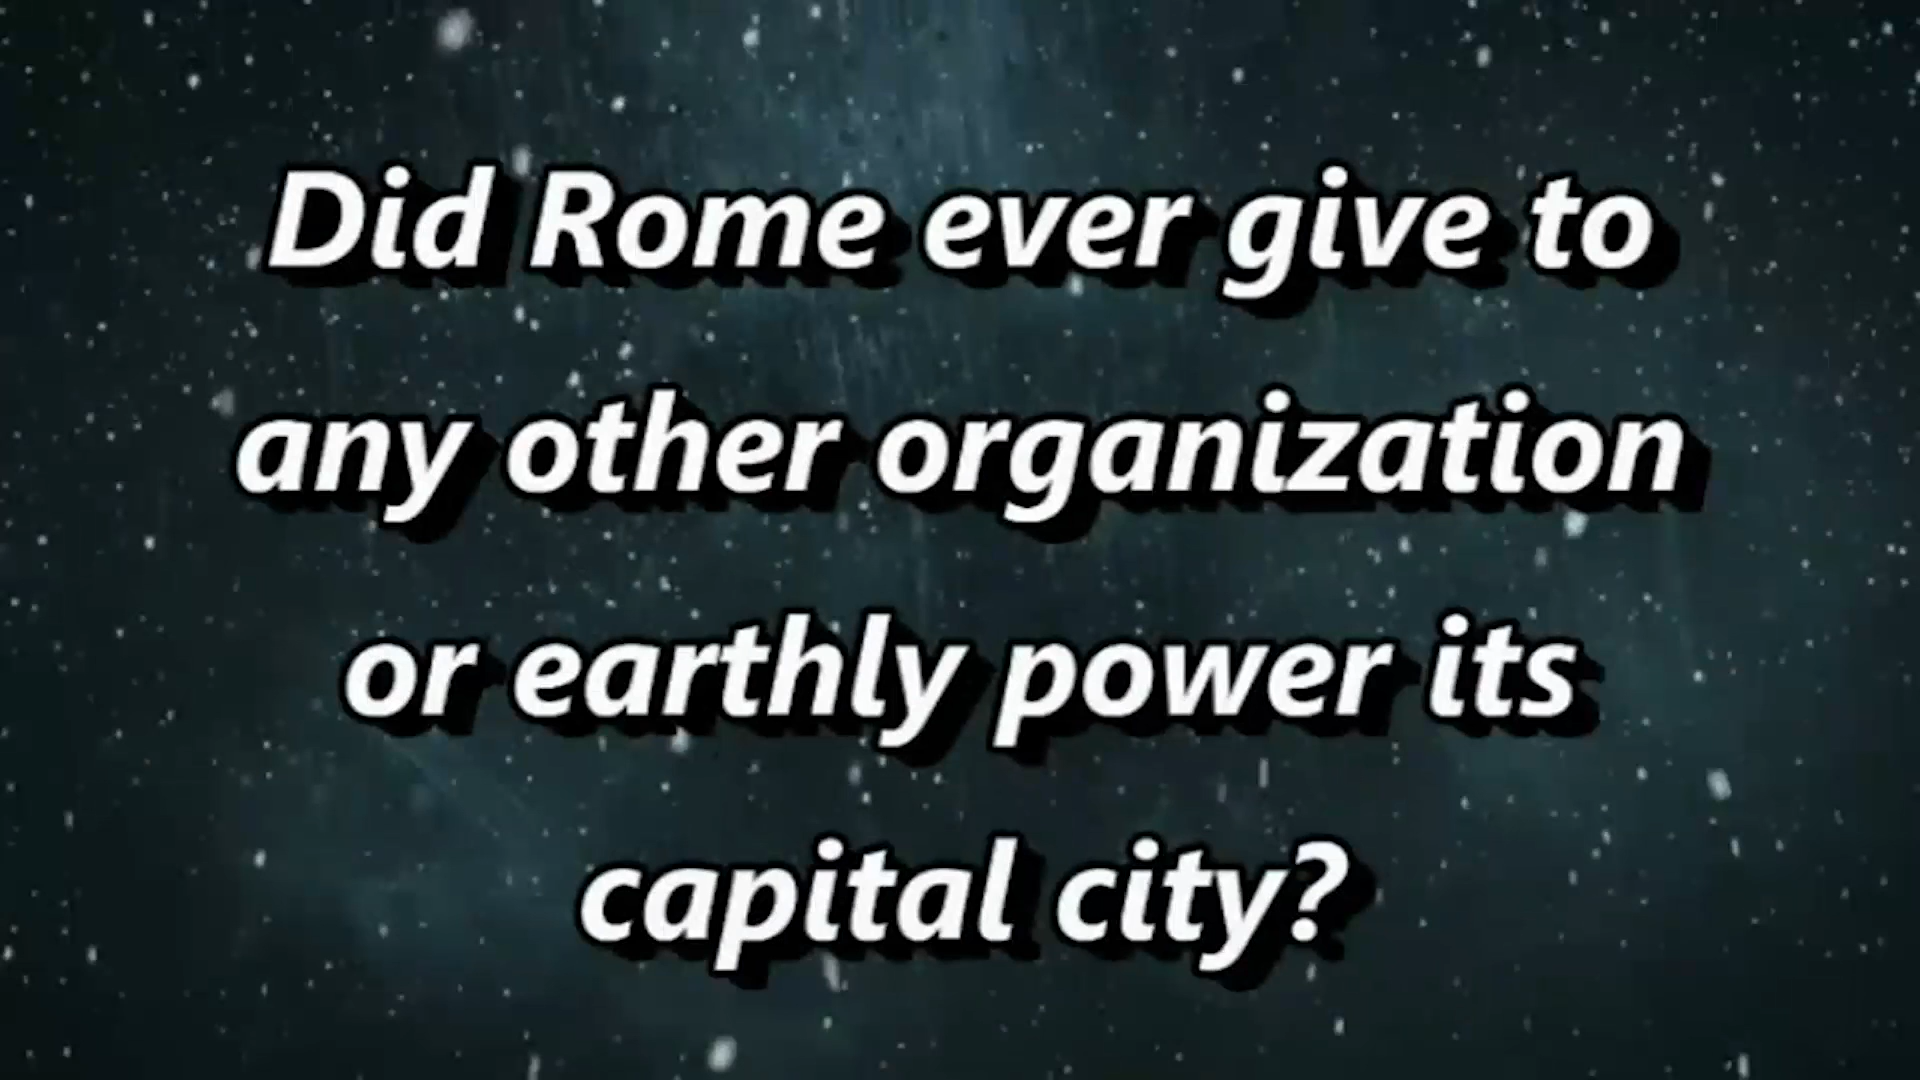 Did Rome ever give to
any other organization
or earthly power its
capital city?